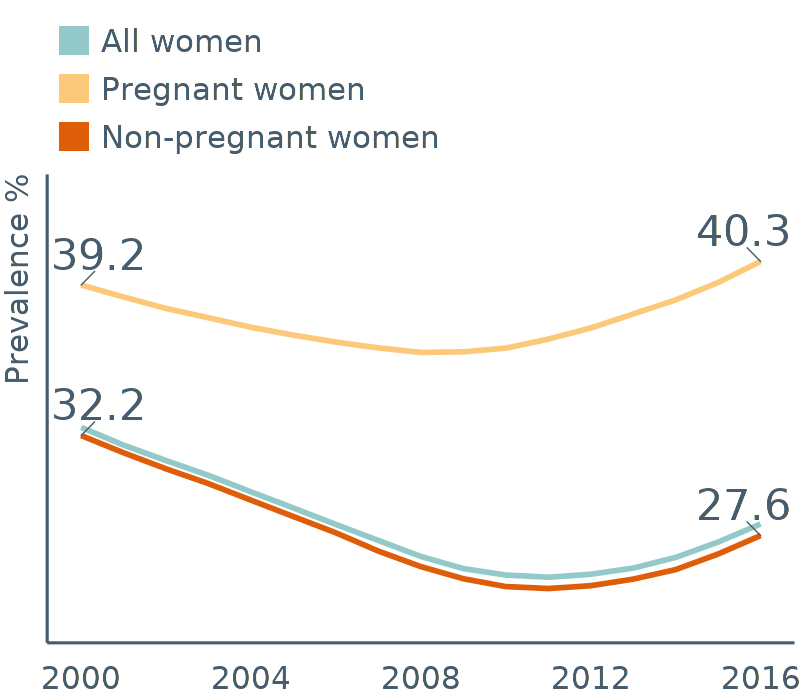 All women
Pregnant women
Non-pregnant women
Prevalence %
39.2
40.3
32.2
27.6
2000 2004 2008 2012 2016